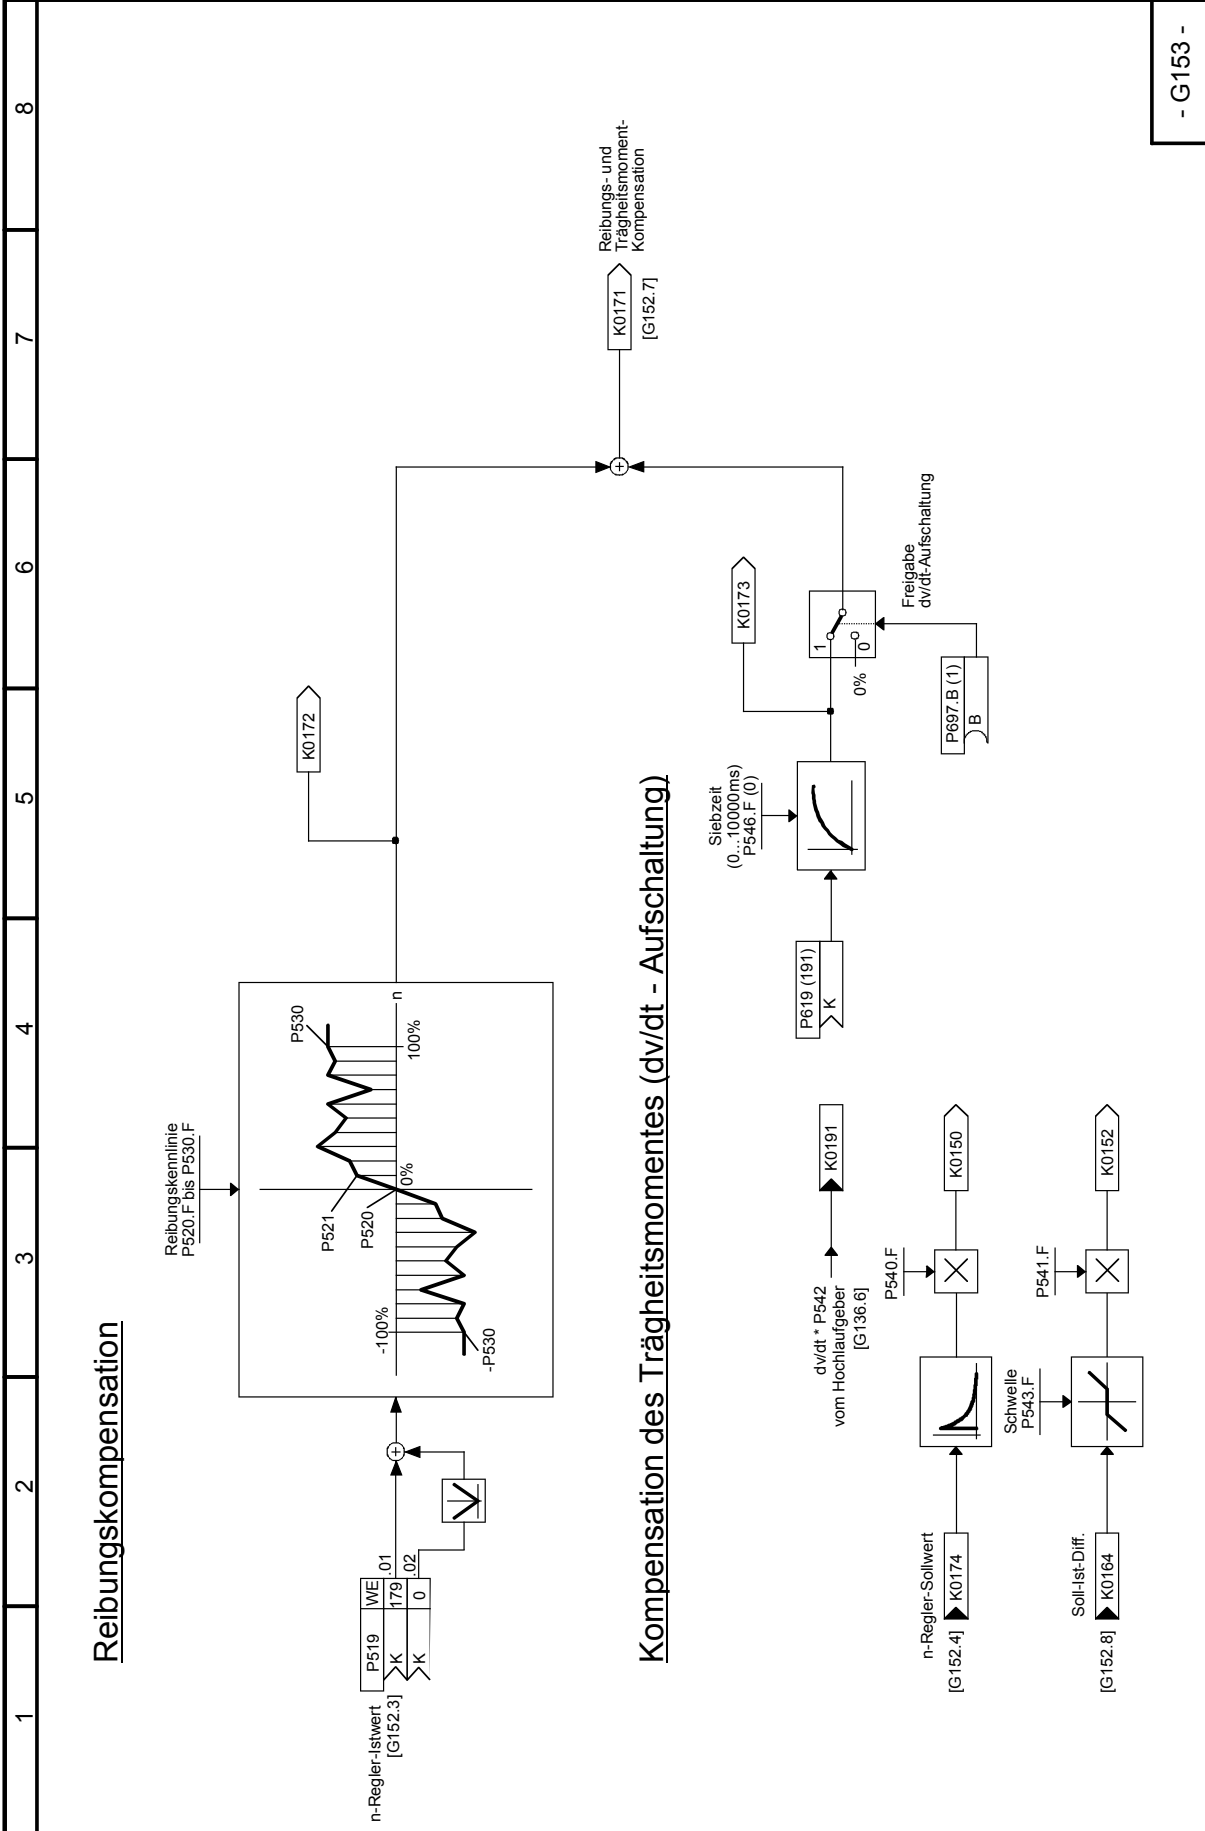 1
2
3
4
5
6
7
8
Reibungskompensation
Reibungskennlinie
P520.F bis P530.F
n-Regler-Istwert
[G152.3]
P519
WE
K
179
.01
K
0
.02
-100%
-P530
P520
P521
0%
P530
100%
n
K0172
Reibungs- und
Trägheitsmoment-
Kompensation
K0171
[G152.7]
Kompensation des Trägheitsmomentes (dv/dt - Aufschaltung)
dv/dt * P542
vom Hochlaufgeber
[G136.6]
K0191
P619 (191)
K
Siebzeit
(0...10000ms)
P546.F (0)
K0173
1
0
0%
P697.B (1)
B
Freigabe
dv/dt-Aufschaltung
n-Regler-Sollwert
K0174
[G152.4]
P540.F
K0150
Soll-Ist-Diff.
K0164
[G152.8]
Schwelle
P543.F
P541.F
K0152
- G153 -